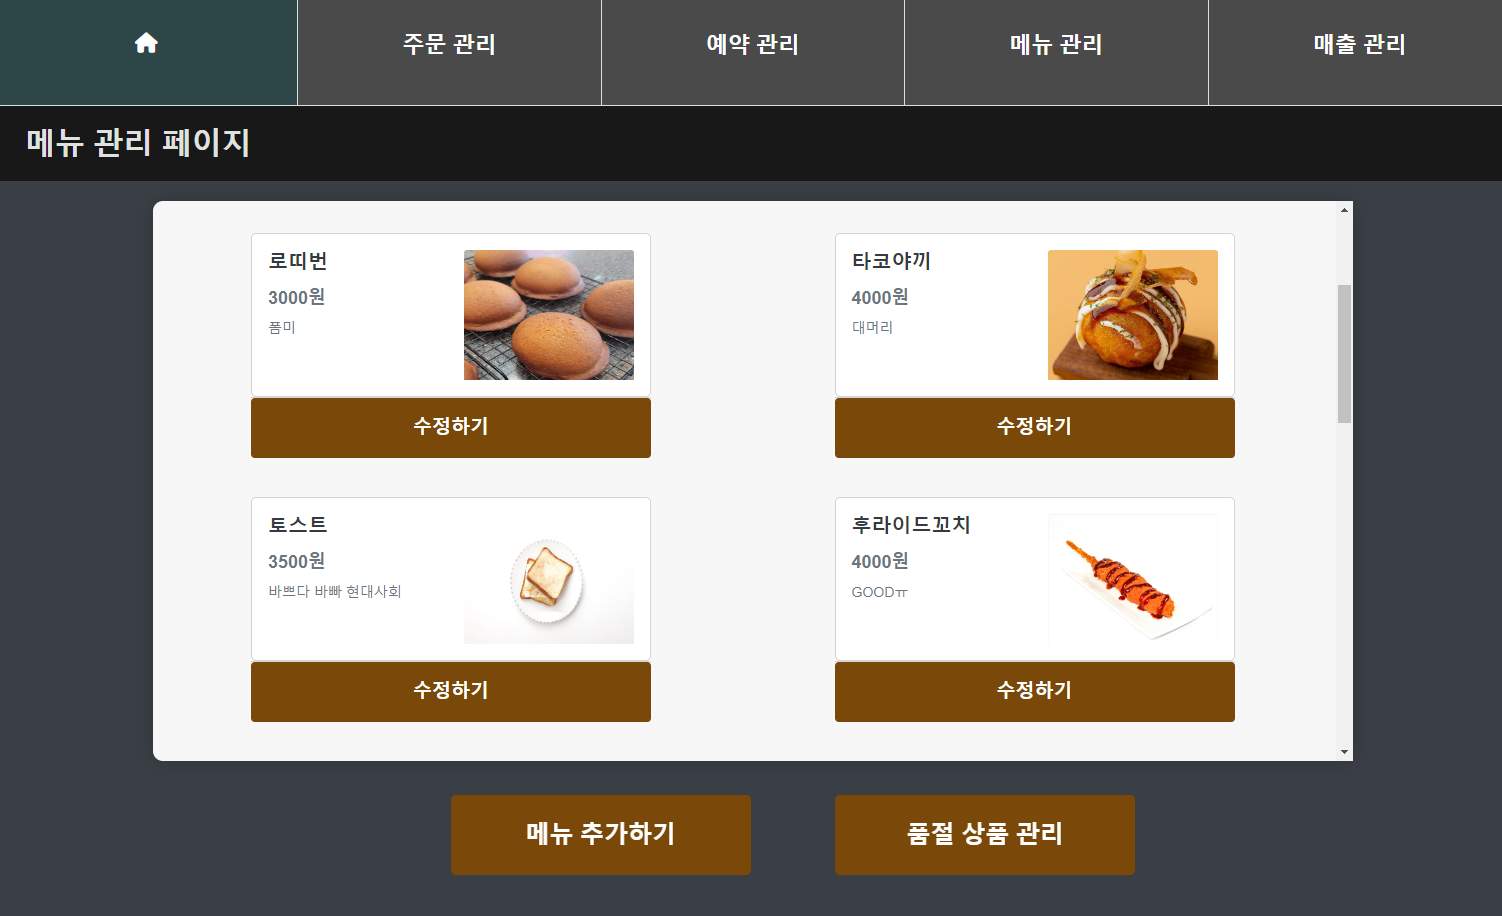 주문 관리
예약 관리
메뉴 관리
매출 관리
메뉴 관리 페이지
로띠번
3000원
폼미
수정하기
타코야끼
4000원
대머리
수정하기
토스트
3500원
바쁘다 바빠 현대사회
수정하기
후라이드꼬치
4000원
GOODㅠ
수정하기
메뉴 추가하기
품절 상품 관리